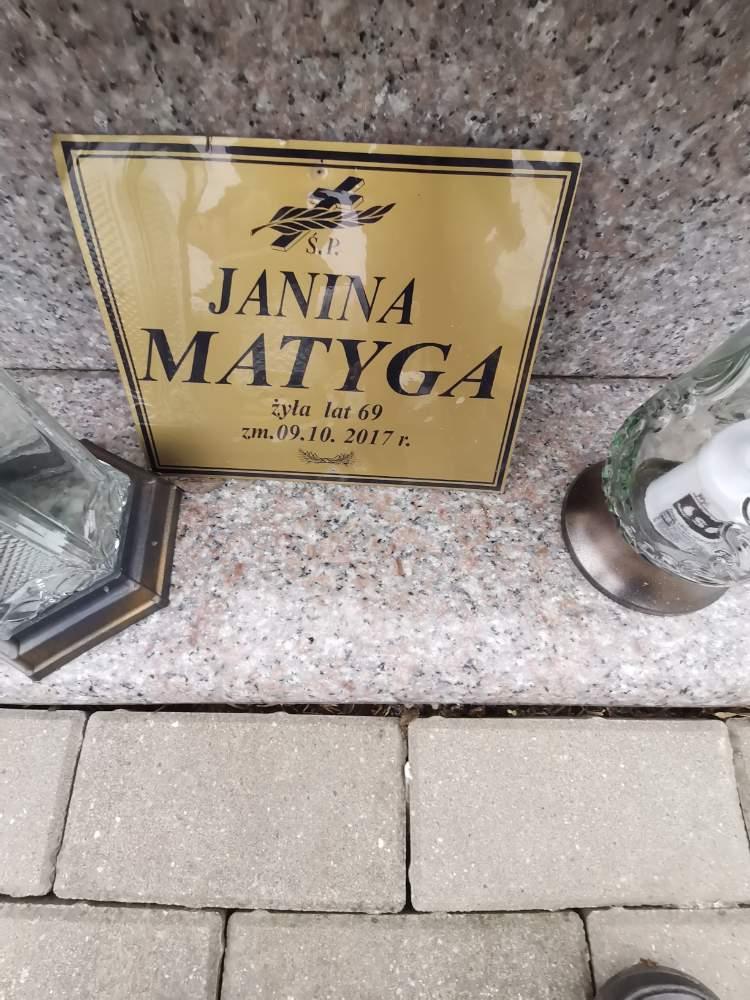 Ś.P.
JANINA
MATYGA
żyła lat 69
zm.09.10. 2017 r.